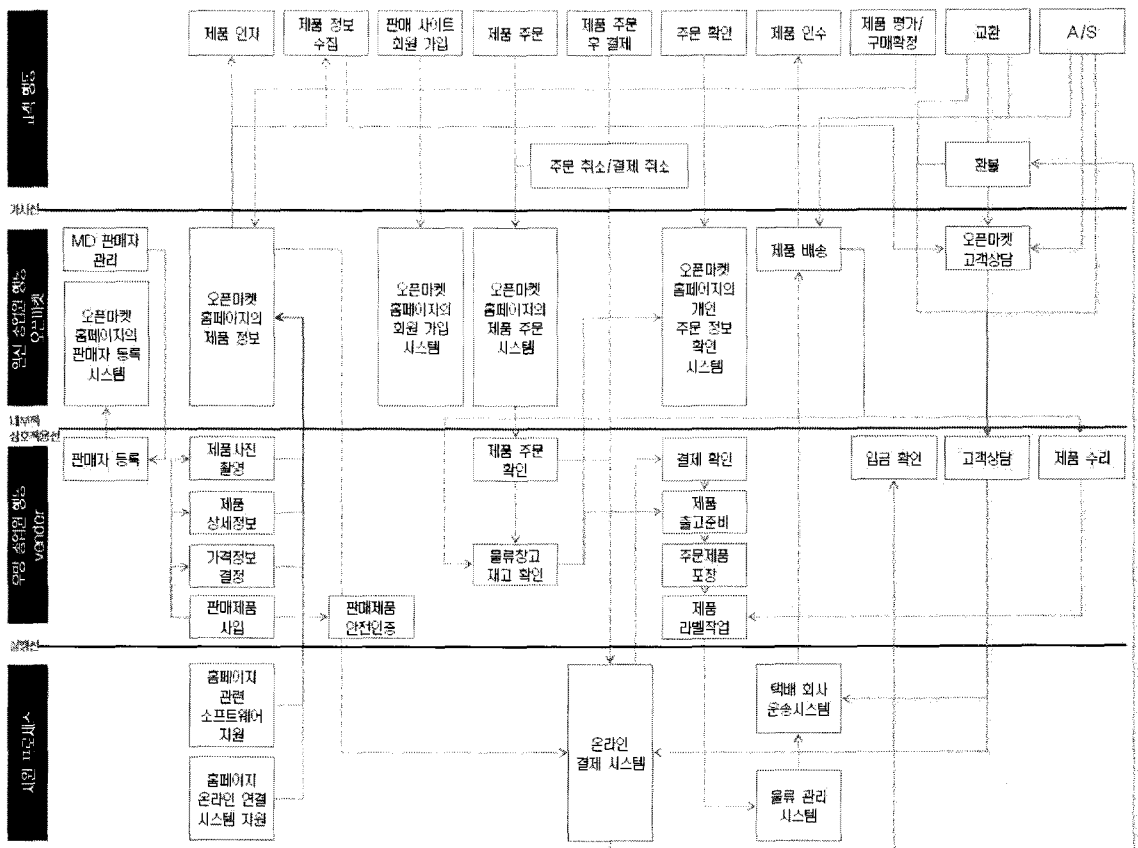 고객 행동
제품 인지
제품 정보
수집
판매 사이트
회원 가입
제품 주문
제품 주문
후 결제
주문 확인
제품 인수
제품 평가/
구매확정
교환
A/S
주문 취소/결제 취소
환불
가시선
오픈마켓
MD 판매자
관리
오픈마켓
홈페이지의
판매자 등록
시스템
오픈마켓
홈페이지의
제품 정보
오픈마켓
홈페이지의
회원 가입
시스템
오픈마켓
홈페이지의
제품 주문
시스템
오픈마켓
홈페이지의
개인
주문 정보
확인
시스템
제품 배송
오픈마켓
고객상담
내부적
상호작용선
vendor
판매자 등록
제품사진
촬영
제품
상세정보
가격정보
결정
판매제품
사입
판매제품
안전인증
제품 주문
확인
물류창고
재고 확인
결제 확인
제품
출고준비
주문제품
포장
제품
라벨작업
입금 확인
고객상담
제품 수리
지원 프로세스
홈페이지
관련
소프트웨어
지원
홈페이지
온라인 연결
시스템 지원
온라인
결제 시스템
택배 회사
운송시스템
물류 관리
시스템